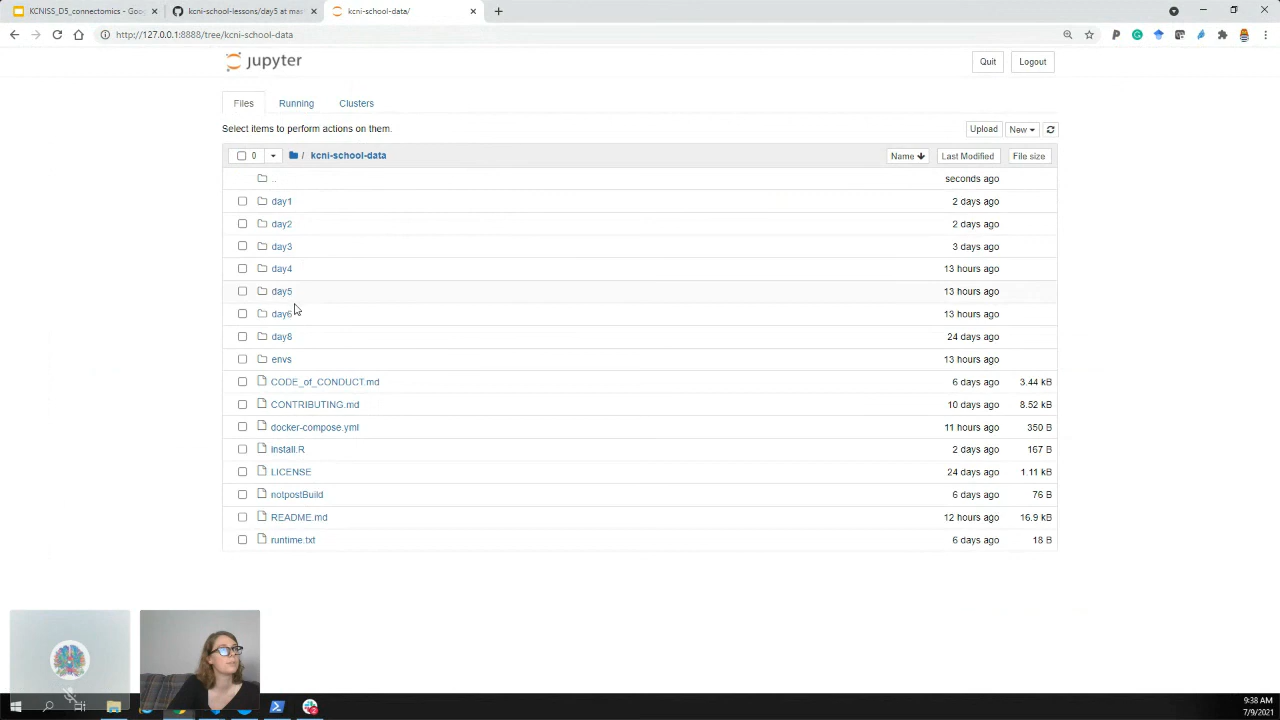 KCNISS_D5_connectomics - Goo
kcni-school-lessons/day5 at mas
kcni-school-data/
http://127.0.0.1:8888/tree/kcni-school-data
jupyter
Quit
Logout
Files
Running
Clusters
Select items to perform actions on them.
Upload
New
0
/
kcni-school-data
Name
Last Modified
File size
..
seconds ago
day1
2 days ago
day2
2 days ago
day3
3 days ago
day4
13 hours ago
day5
13 hours ago
day6
13 hours ago
day8
24 days ago
envs
13 hours ago
CODE_of_CONDUCT.md
6 days ago
3.44 kB
CONTRIBUTING.md
10 days ago
8.52 kB
docker-compose.yml
11 hours ago
350 B
install.R
2 days ago
167 B
LICENSE
24 days ago
1.11 kB
notpostBuild
6 days ago
76 B
README.md
12 hours ago
16.9 kB
runtime.txt
6 days ago
18 B
9:38 AM
7/9/2021